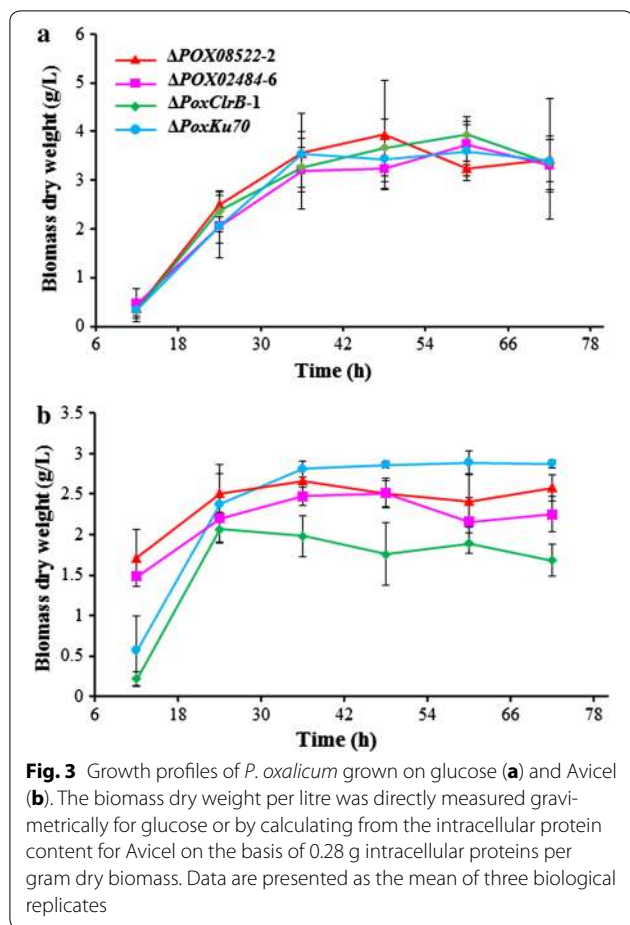 a
ΔPOX08522-2
ΔPOX02484-6
ΔPoxClrB-1
ΔPoxKu70
Biomass dry weight (g/L)
6
5
4
3
2
1
0
6 18 30 42 54 66 78
Time (h)
b
Biomass dry weight (g/L)
3.5
3
2.5
2
1.5
1
0.5
0
6 18 30 42 54 66 78
Time (h)
Fig. 3 Growth profiles of P. oxalicum grown on glucose (a) and Avicel
(b). The biomass dry weight per litre was directly measured gravi-
metrically for glucose or by calculating from the intracellular protein
content for Avicel on the basis of 0.28 g intracellular proteins per
gram dry biomass. Data are presented as the mean of three biological
replicates